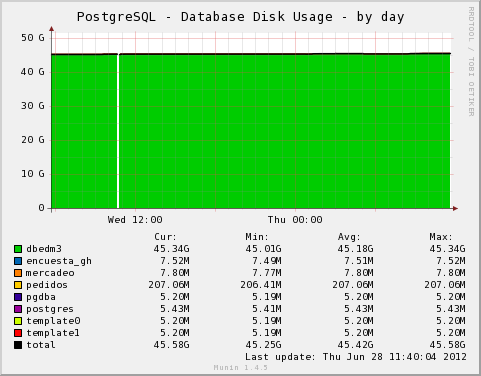 PostgreSQL - Database Disk Usage - by day
RRDTOOL / TOBI OETIKER
50 G
40 G
30 G
20 G
10 G
0
Wed 12:00 Thu 00:00
Cur: Min: Avg: Max:
dbedm3 45.34G 45.01G 45.18G 45.34G
encuesta_gh 7.52M 7.49M 7.51M 7.52M
mercadeo 7.80M 7.77M 7.80M 7.80M
pedidos 207.06M 206.41M 207.06M 207.06M
pgdba 5.20M 5.19M 5.20M 5.20M
postgres 5.43M 5.41M 5.43M 5.43M
template0 5.20M 5.19M 5.20M 5.20M
template1 5.20M 5.19M 5.20M 5.20M
total 45.58G 45.25G 45.42G 45.58G
Last update: Thu Jun 28 11:40:04 2012
Munin 1.4.5